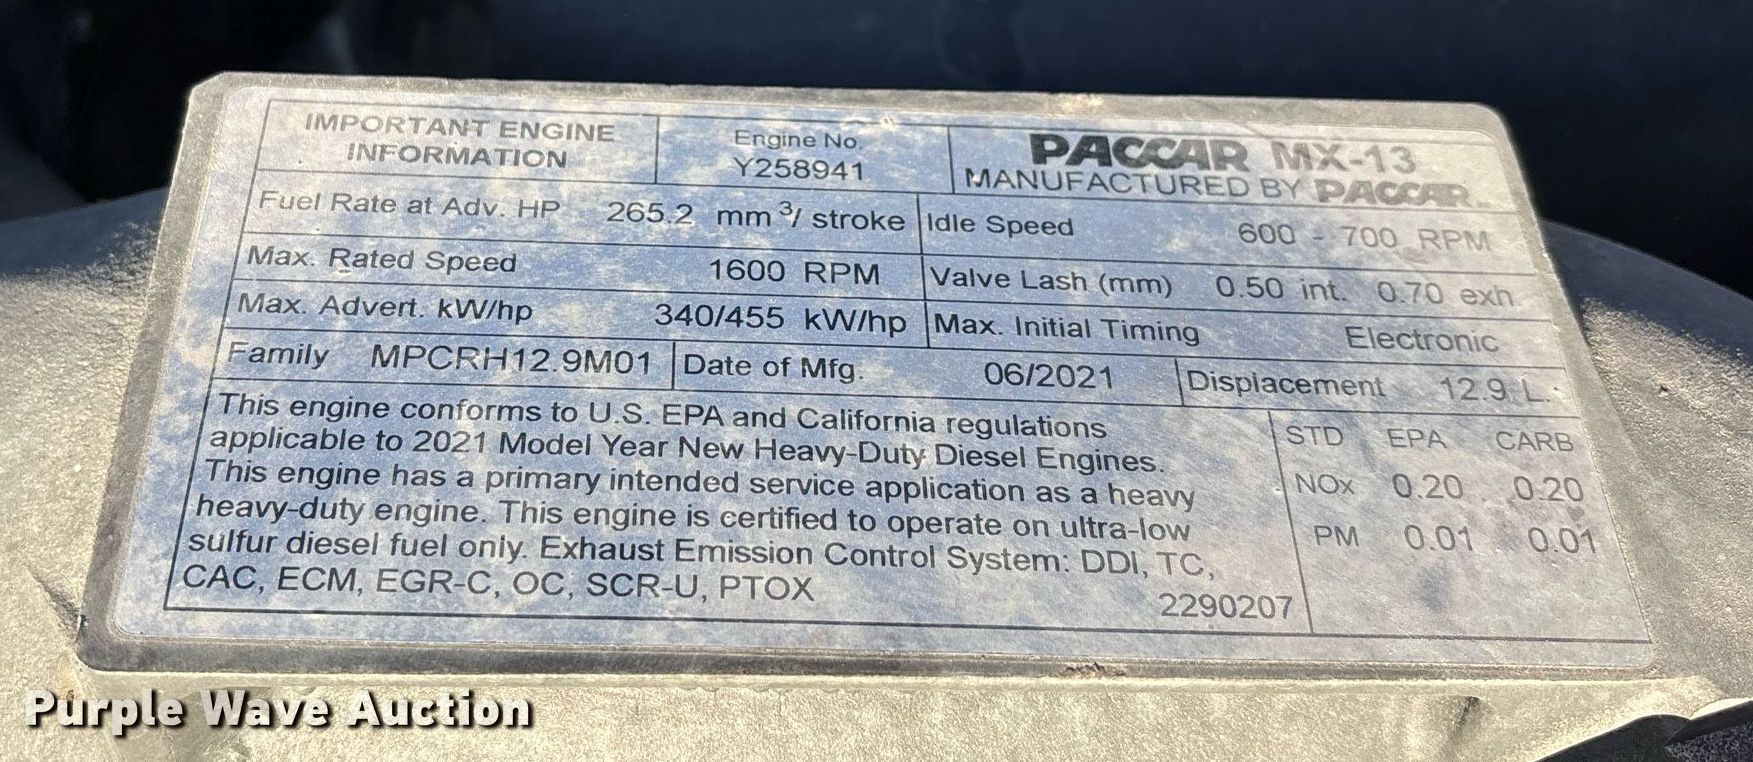 IMPORTANT ENGINE
INFORMATION
Engine No.
Y258941
PACCAR MX-13
MANUFACTURED BY PACCAR
Fuel Rate at Adv. HP 265.2 mm³/ stroke
Idle Speed 600 - 700 RPM
Max. Rated Speed 1600 RPM
Valve Lash (mm) 0.50 int. 0.70 exh
Max. Advert. kW/hp 340/455 kW/hp
Max. Initial Timing Electronic
Family MPCRH12.9M01
Date of Mfg. 06/2021
Displacement 12.9 L.
This engine conforms to U.S. EPA and California regulations
applicable to 2021 Model Year New Heavy-Duty Diesel Engines.
This engine has a primary intended service application as a heavy
heavy-duty engine. This engine is certified to operate on ultra-low
sulfur diesel fuel only. Exhaust Emission Control System: DDI, TC,
CAC, ECM, EGR-C, OC, SCR-U, PTOX
2290207
STD EPA CARB
NOx 0.20 0.20
PM 0.01 0.01
Purple Wave Auction